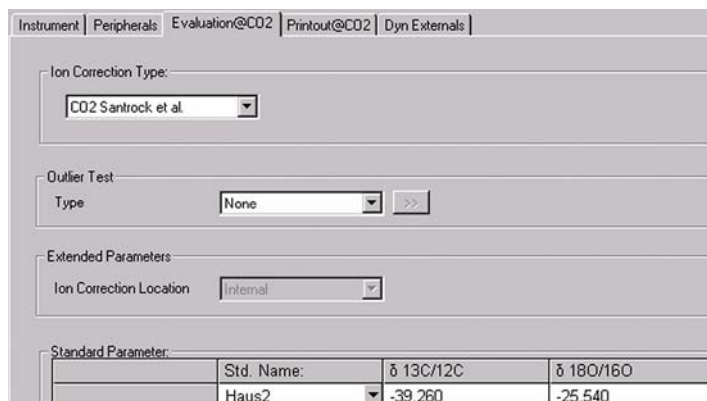 Instrument Peripherals Evaluation@CO2 Printout@CO2 Dyn Externals
Ion Correction Type:
CO2 Santrock et al.
Outlier Test
Type None >>
Extended Parameters
Ion Correction Location Internal
Standard Parameter:
Std. Name: δ 13C/12C δ 18O/16O
Haus2 -39.260 -25.540